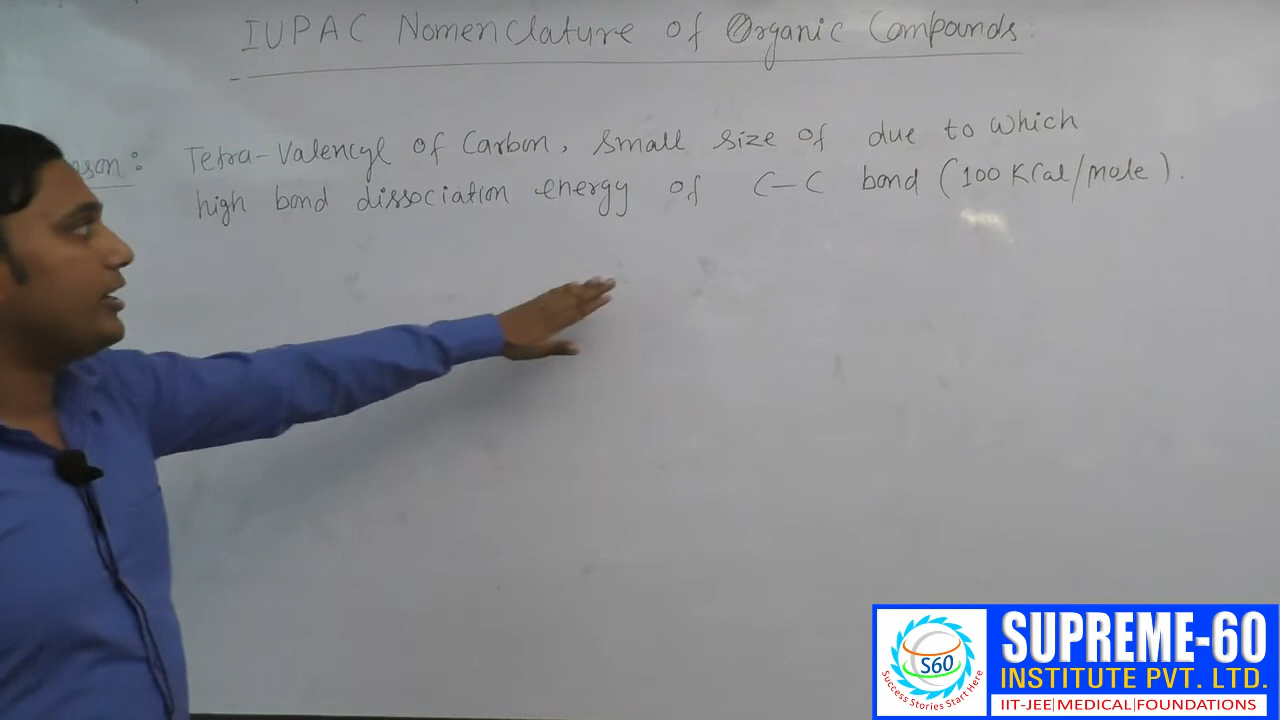 IUPAC Nomenclature of Organic Compounds:
Tetra-Valencyl of Carbon, small size of due to which
high bond dissociation energy of C-C bond (100 KCal/mole).
S60
Success Stories Start Here
SUPREME-60
INSTITUTE PVT. LTD.
IIT-JEE|MEDICAL|FOUNDATIONS